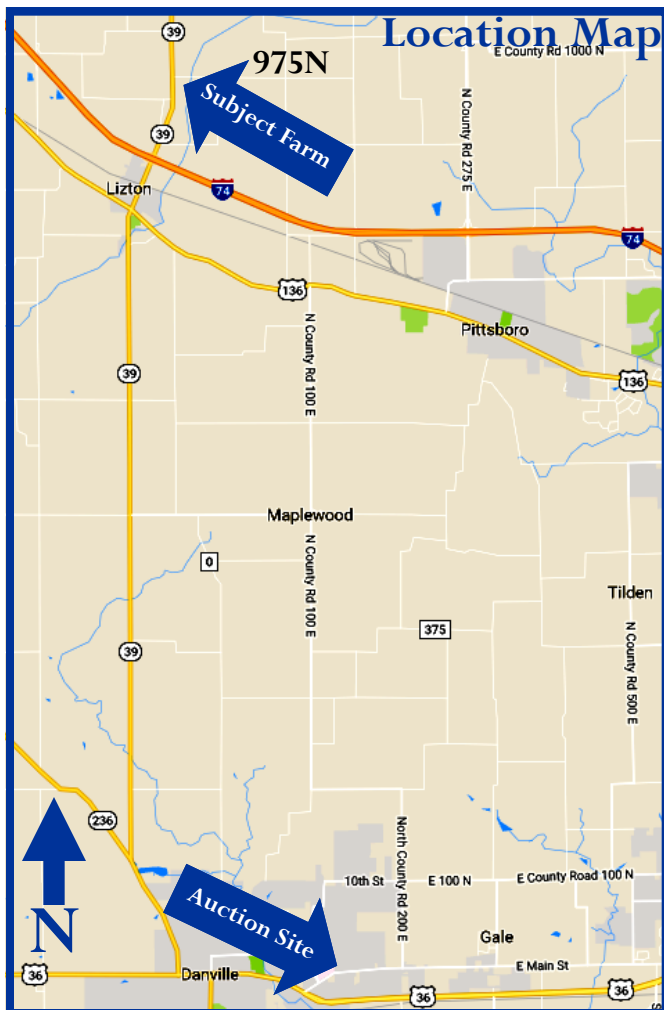 Location Map
39
E County Rd 1000 N
975N
Subject Farm
N County Rd 275 E
39
Lizton
74
74
136
N County Rd 100 E
Pittsboro
39
136
Maplewood
N County Rd 100 E
0
Tilden
375
39
N County Rd 500 E
236
North County Rd 200 E
10th St
E 100 N
E County Road 100 N
Auction Site
N
Gale
E Main St
36
Danville
36
36
S